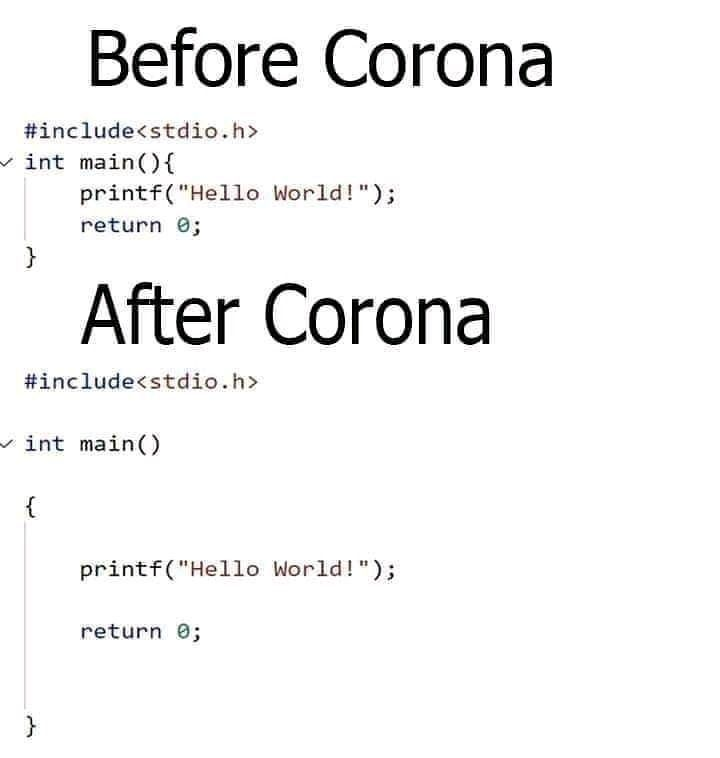 Before Corona
#include<stdio.h>
int main(){
    printf("Hello World!");
    return 0;
}
After Corona
#include<stdio.h>
int main()
{
    printf("Hello World!");
    return 0;
}